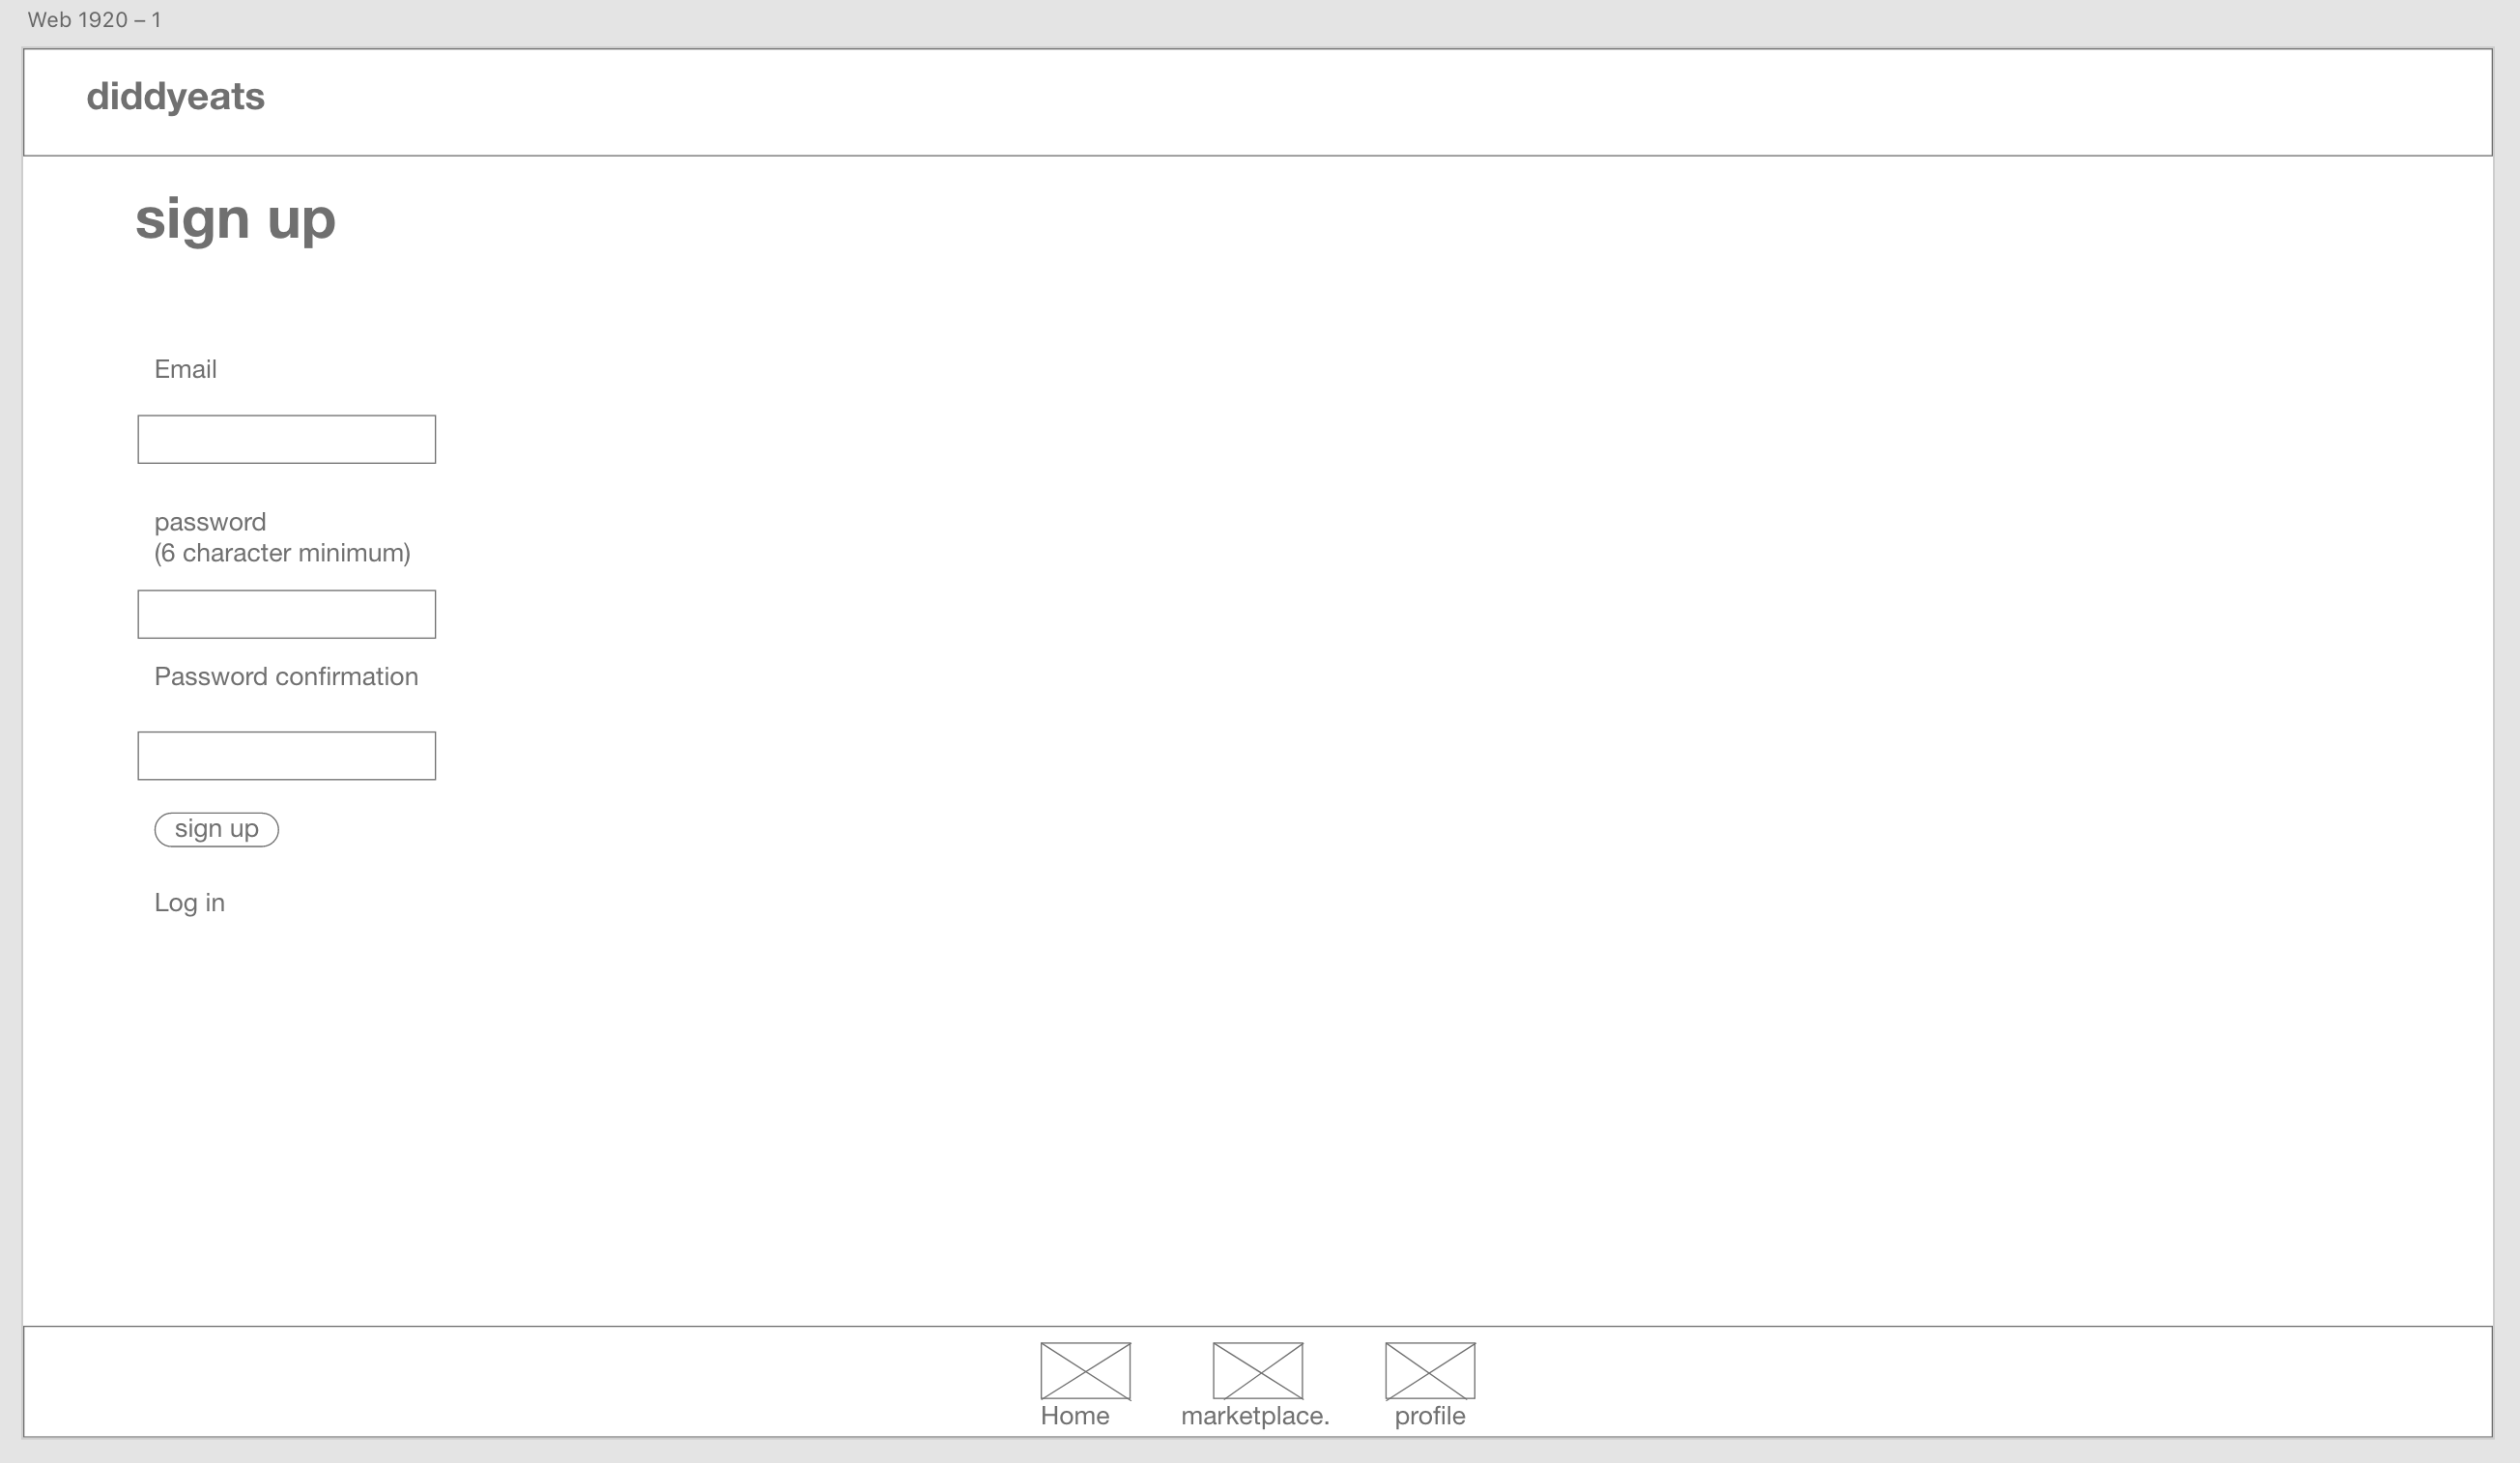 Web 1920 – 1
diddyeats
sign up
Email
password
(6 character minimum)
Password confirmation
sign up
Log in
Home marketplace. profile